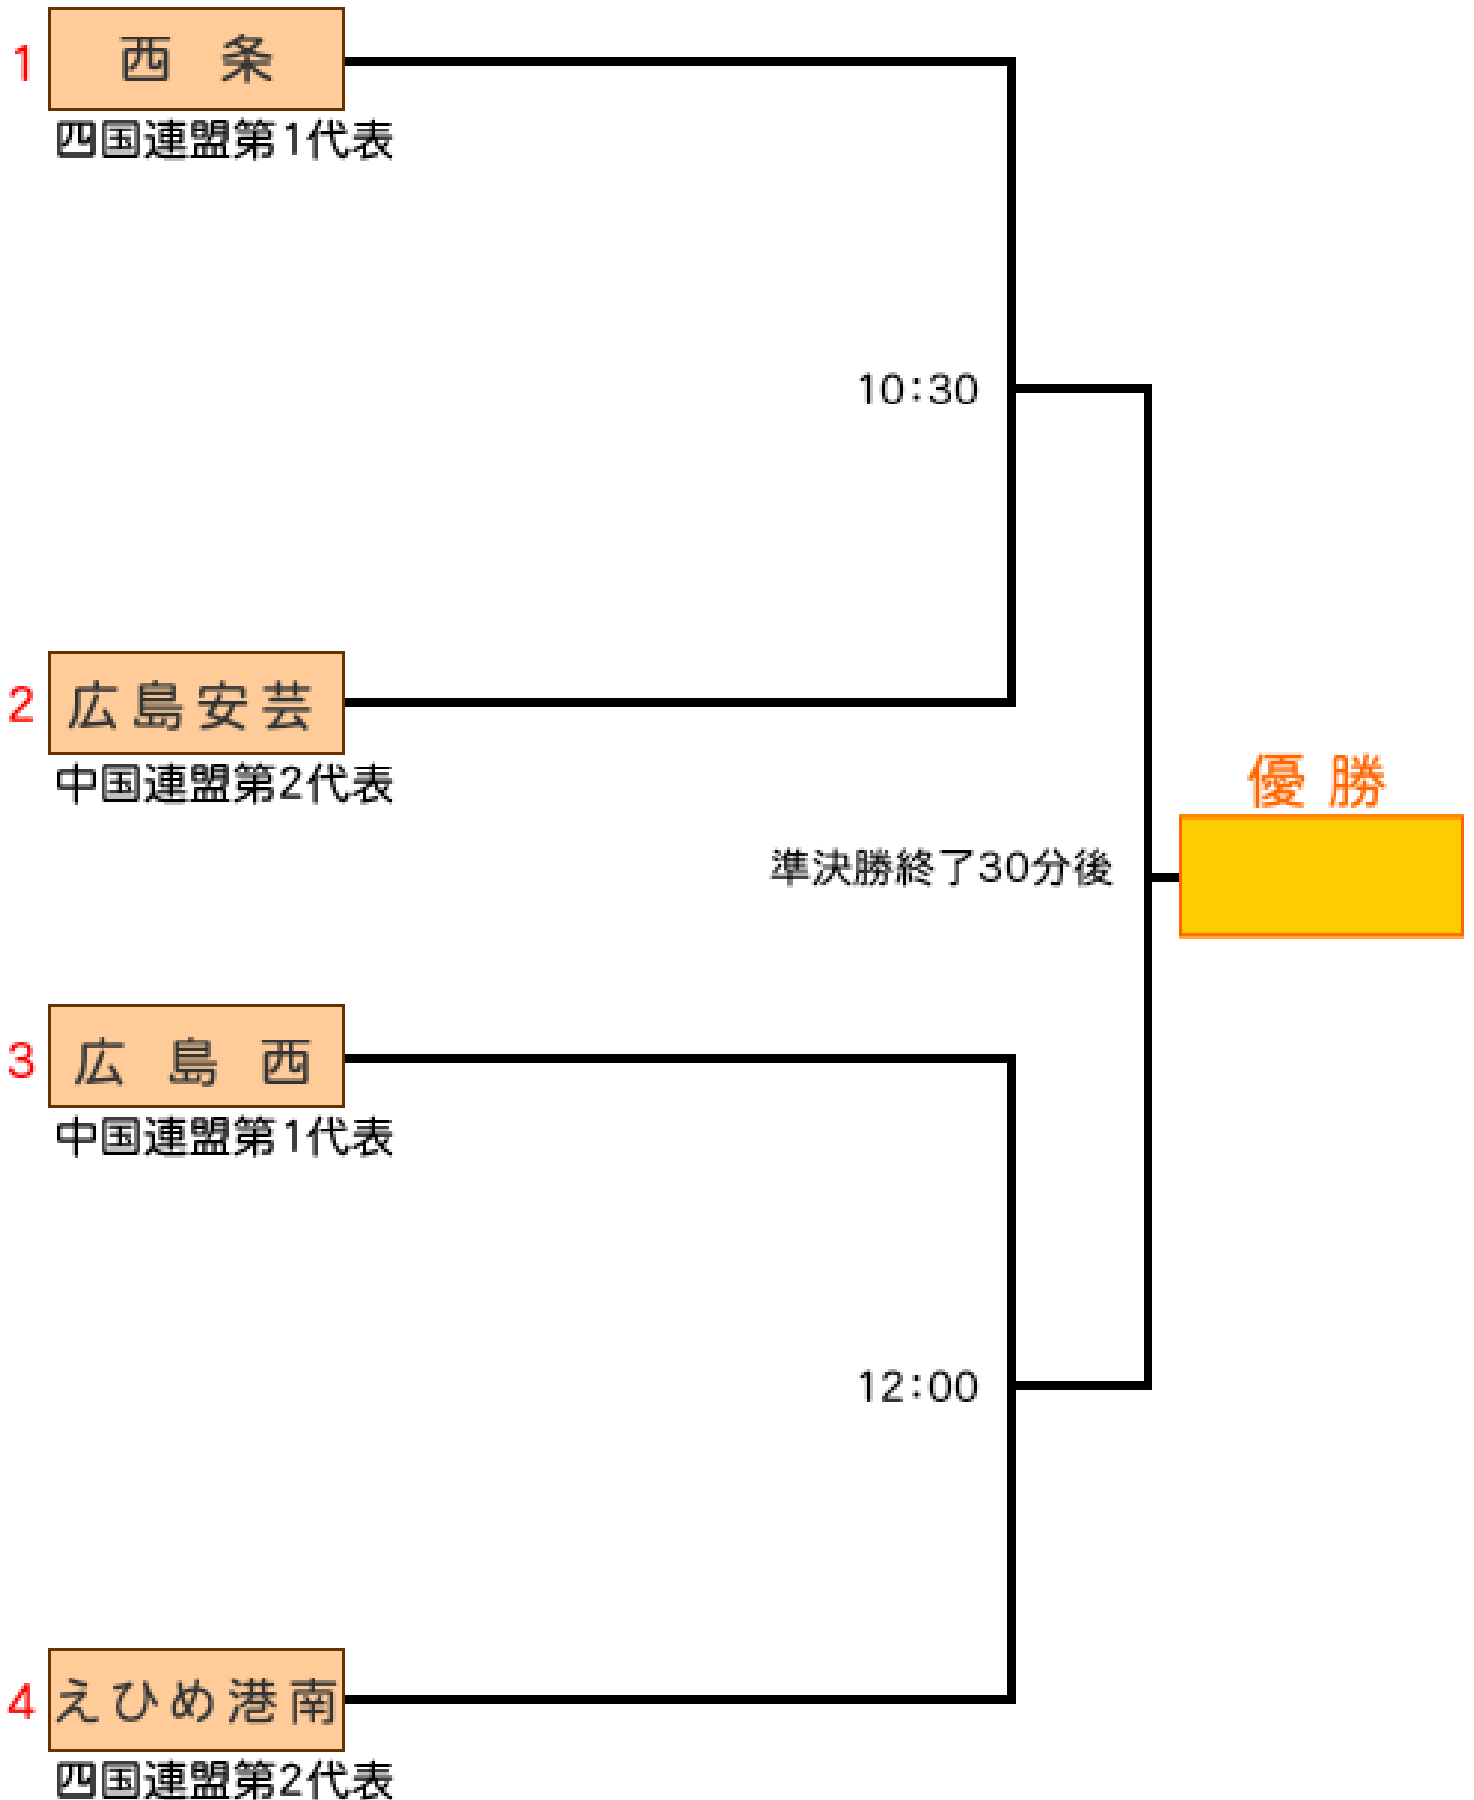 1 西 条
四国連盟第1代表
10:30
2 広島安芸
中国連盟第2代表
優 勝
準決勝終了30分後
3 広 島 西
中国連盟第1代表
12:00
4 えひめ港南
四国連盟第2代表